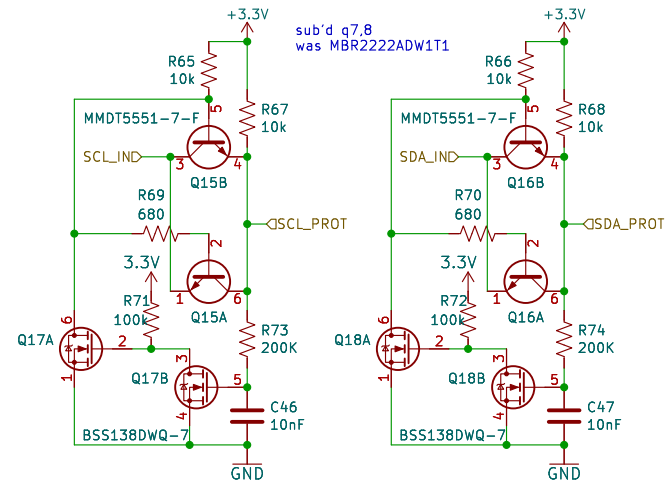 +3.3V
sub'd q7,8
was MBR2222ADW1T1
+3.3V
R65
10k
R66
10k
5
R67
10k
5
R68
10k
MMDT5551-7-F
MMDT5551-7-F
SCL_IN
3
4
SDA_IN
3
4
Q15B
Q16B
R69
680
R70
680
SCL_PROT
SDA_PROT
2
2
3.3V
3.3V
1
6
1
6
Q15A
Q16A
R71
100k
R72
100k
6
6
R73
200K
R74
200K
Q17A
2
Q18A
2
3
3
1
Q17B
5
1
Q18B
5
4
4
C46
10nF
C47
10nF
BSS138DWQ-7
BSS138DWQ-7
GND
GND